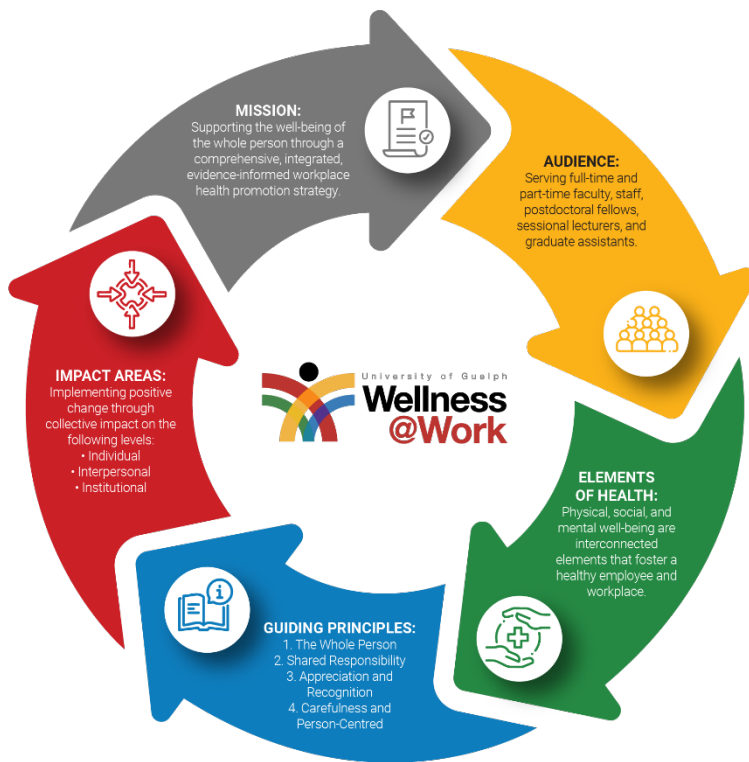 MISSION:
Supporting the well-being of
the whole person through a
comprehensive, integrated,
evidence-informed workplace
health promotion strategy.
AUDIENCE:
Serving full-time and
part-time faculty, staff,
postdoctoral fellows,
sessional lecturers, and
graduate assistants.
ELEMENTS
OF HEALTH:
Physical, social, and
mental well-being are
interconnected
elements that foster a
healthy employee and
workplace.
GUIDING PRINCIPLES:
1. The Whole Person
2. Shared Responsibility
3. Appreciation and
Recognition
4. Carefulness and
Person-Centred
IMPACT AREAS:
Implementing positive
change through
collective impact on the
following levels:
• Individual
• Interpersonal
• Institutional
University of Guelph
Wellness
@Work